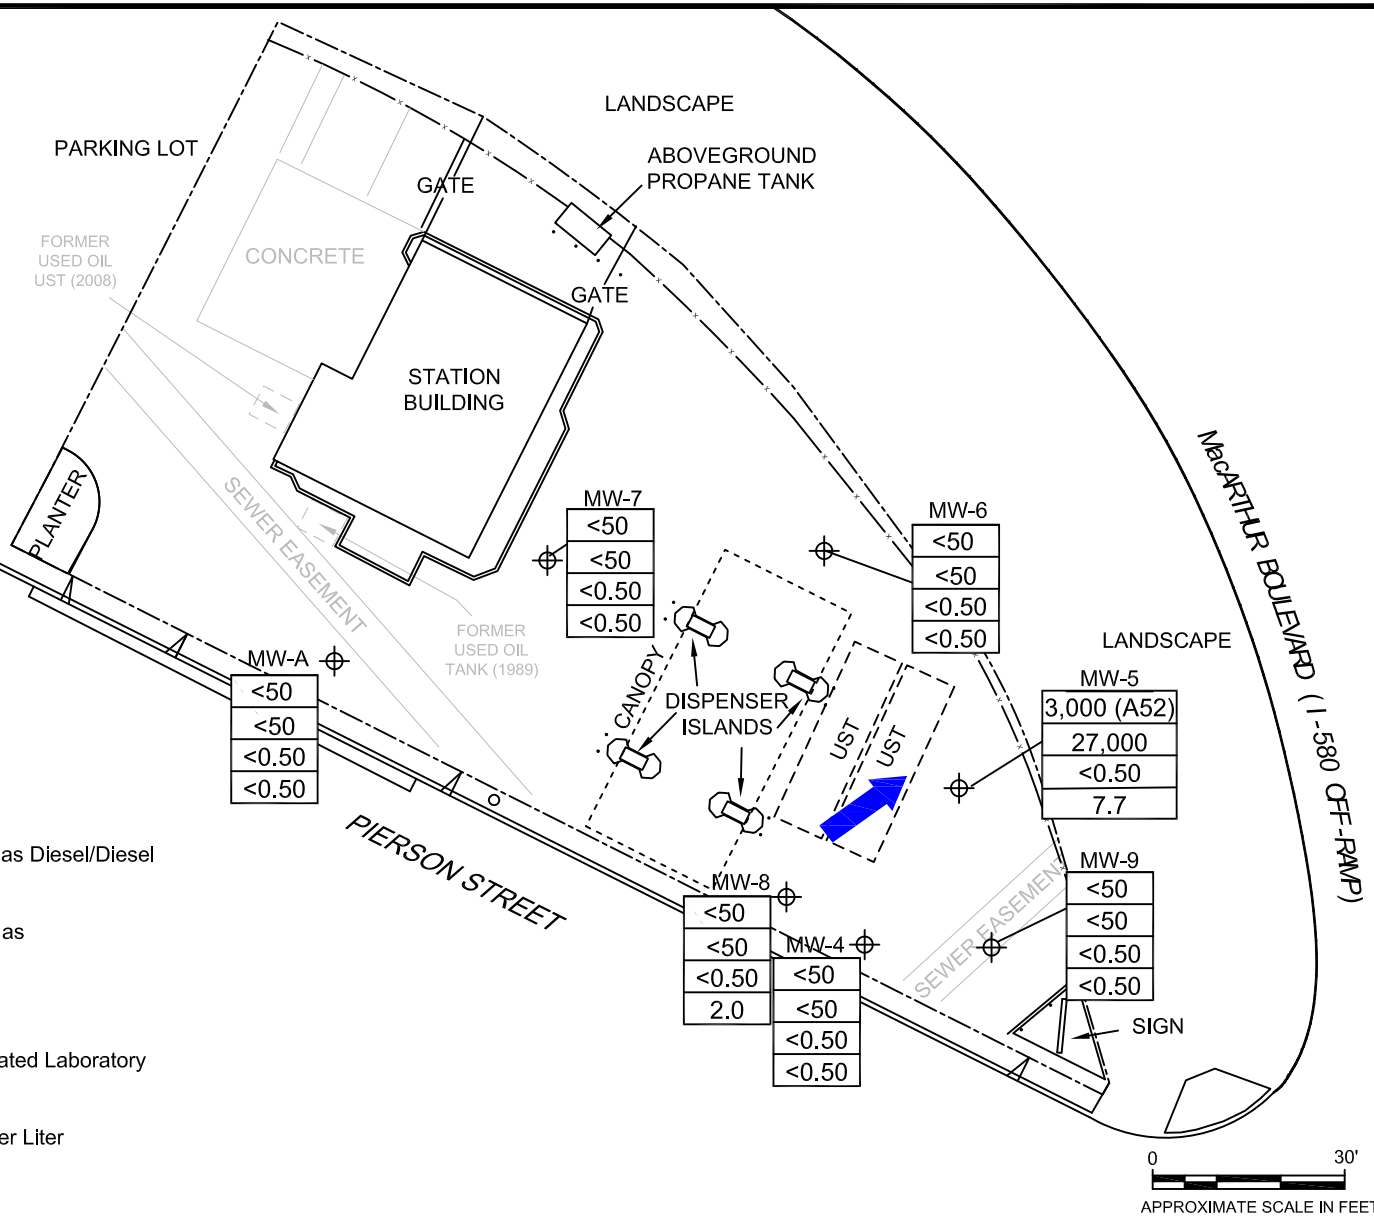 LANDSCAPE
PARKING LOT
ABOVEGROUND
PROPANE TANK
GATE
FORMER
USED OIL
UST (2008)
CONCRETE
GATE
STATION
BUILDING
MacARTHUR BOULEVARD (I-580 OFF-RAMP)
PLANTER
SEWER EASEMENT
MW-7
<50
<50
<0.50
<0.50
MW-6
<50
<50
<0.50
<0.50
FORMER
USED OIL
TANK (1989)
LANDSCAPE
MW-A
<50
<50
<0.50
<0.50
CANOPY
DISPENSER
ISLANDS
UST
UST
MW-5
3,000 (A52)
27,000
<0.50
7.7
PIERSON STREET
as Diesel/Diesel
MW-8
<50
<50
<0.50
2.0
MW-4
<50
<50
<0.50
<0.50
SEWER EASEMENT
MW-9
<50
<50
<0.50
<0.50
as
SIGN
ated Laboratory
er Liter
0 30'
APPROXIMATE SCALE IN FEET